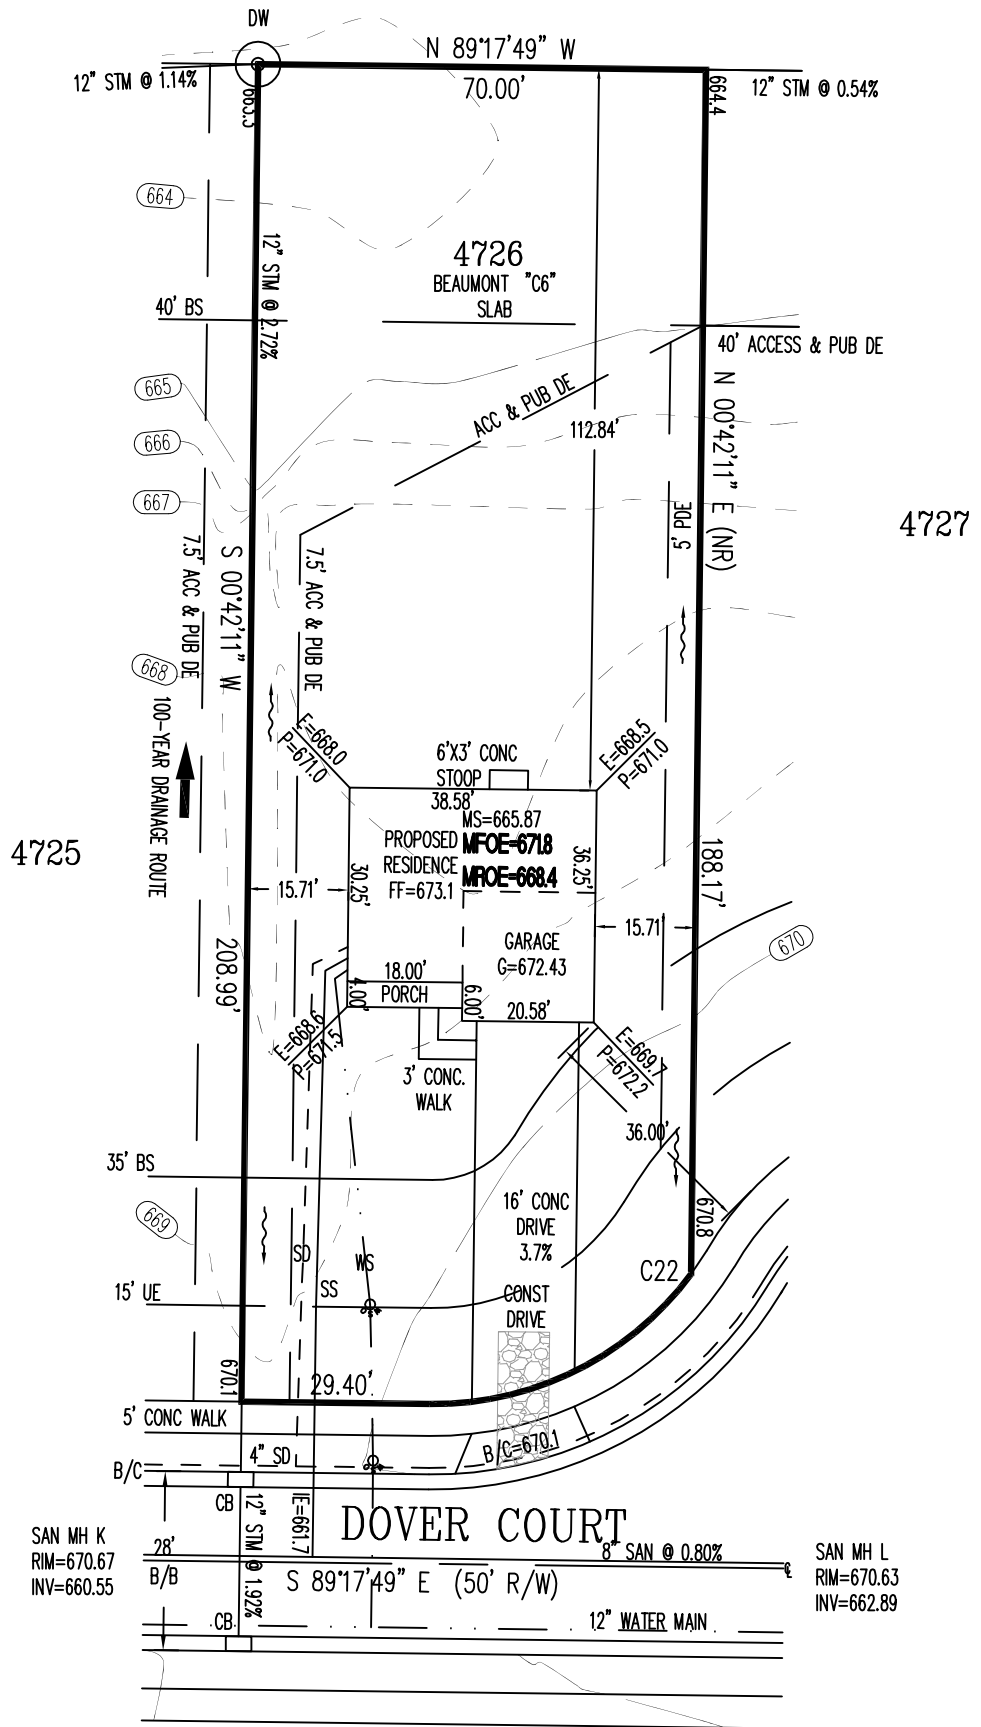 DW
N 89°17'49" W
12" STM @ 1.14%
70.00'
12" STM @ 0.54%
663.3
664.4
664
12" STM @ 2.72%
4726
BEAUMONT "C6"
SLAB
40' BS
40' ACCESS & PUB DE
665
ACC & PUB DE
N 00°42'11" E (NR)
666
112.84'
667
5' PDE
4727
7.5' ACC & PUB DE
S 00°42'11" W
7.5' ACC & PUB DE
668
100-YEAR DRAINAGE ROUTE
E=668.0
P=671.0
6'X3' CONC
STOOP
E=668.5
P=671.0
38.58'
MS=665.87
PROPOSED
RESIDENCE
FF=673.1
MFOE=671.8
MROE=668.4
4725
30.25'
36.25'
188.17'
15.71'
15.71'
208.99'
GARAGE
G=672.43
670
18.00'
PORCH
4.00'
6.00'
20.58'
E=668.6
P=671.5
E=669.7
P=672.2
3' CONC.
WALK
36.00'
35' BS
16' CONC
DRIVE
3.7%
670.8
669
SD
WS
SS
C22
15' UE
CONST
DRIVE
670.1
29.40'
5' CONC WALK
B/C=670.1
4" SD
B/C
CB
12" STM @ 1.92%
IE=661.7
DOVER COURT
SAN MH K
RIM=670.67
INV=660.55
28'
B/B
8" SAN @ 0.80%
℄
SAN MH L
RIM=670.63
INV=662.89
S 89°17'49" E (50' R/W)
CB
12" WATER MAIN